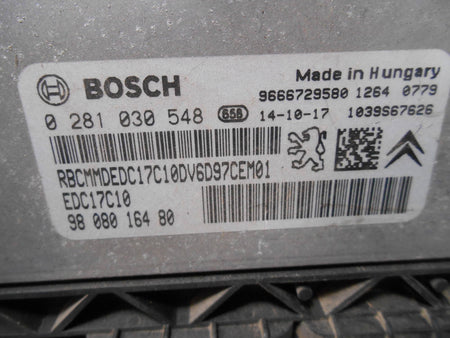 BOSCH
Made in Hungary
9666729580 1264 0779
0 281 030 548 658 14-10-17 1039S67626
RBCMMDEDC17C10DV6D97CEM01
EDC17C10
98 080 164 80